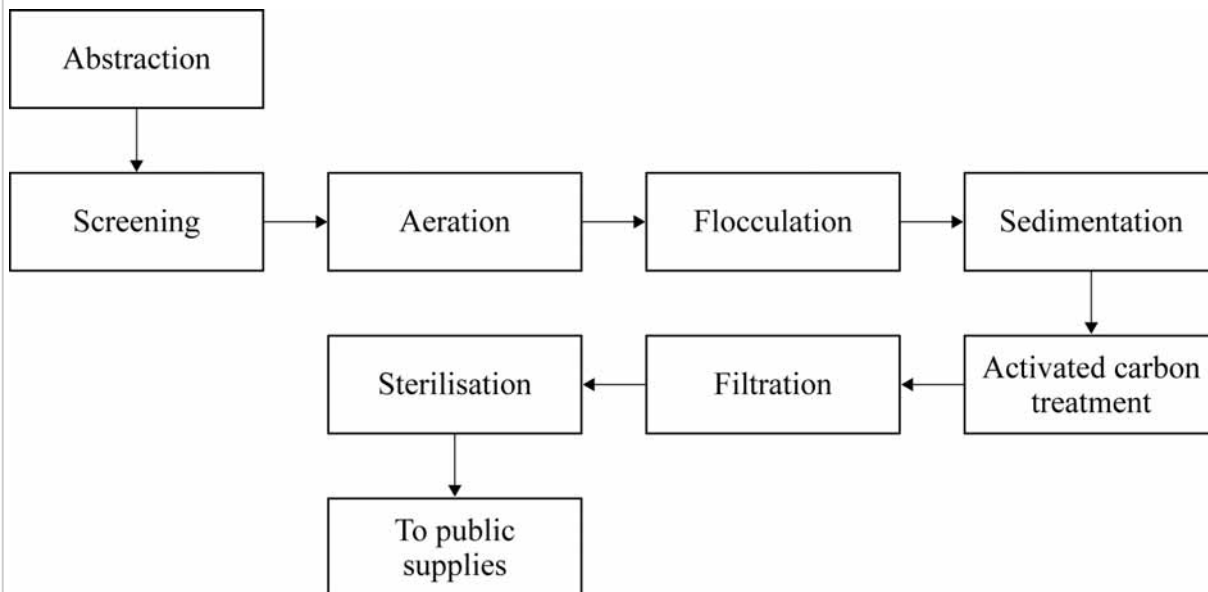 Abstraction
Screening
Aeration
Flocculation
Sedimentation
Activated carbon
treatment
Filtration
Sterilisation
To public
supplies